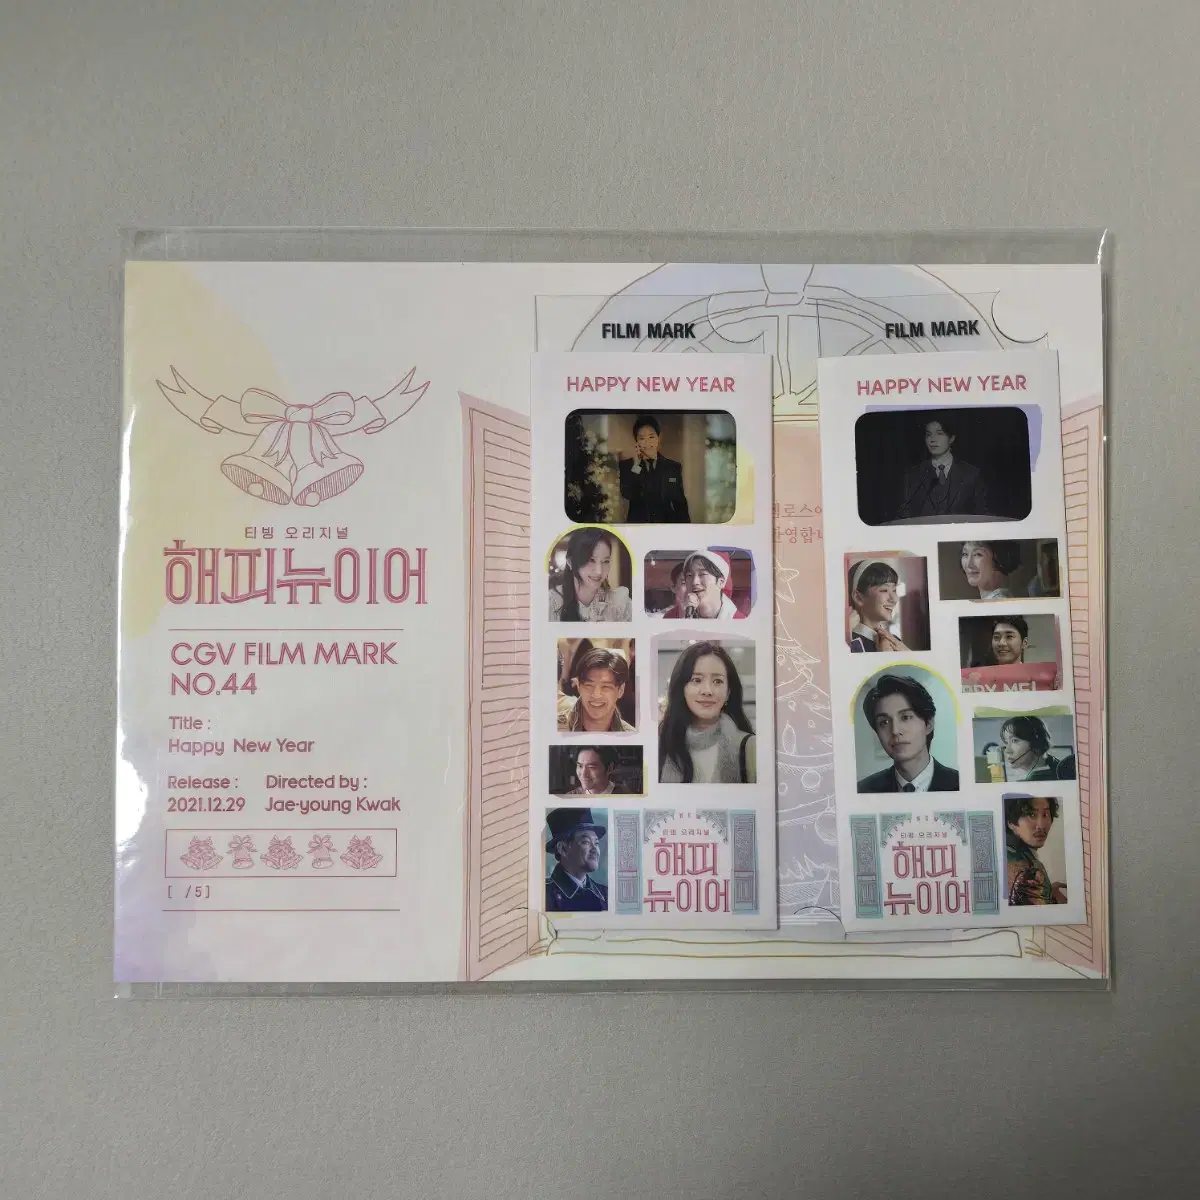 티빙 오리지널
해피뉴이어
CGV FILM MARK
NO.44
Title :
Happy New Year
Release :
Directed by :
2021.12.29
Jae-young Kwak
[ /5]
FILM MARK
HAPPY NEW YEAR
티빙 오리지널
해피
뉴이어
FILM MARK
HAPPY NEW YEAR
티빙 오리지널
해피
뉴이어